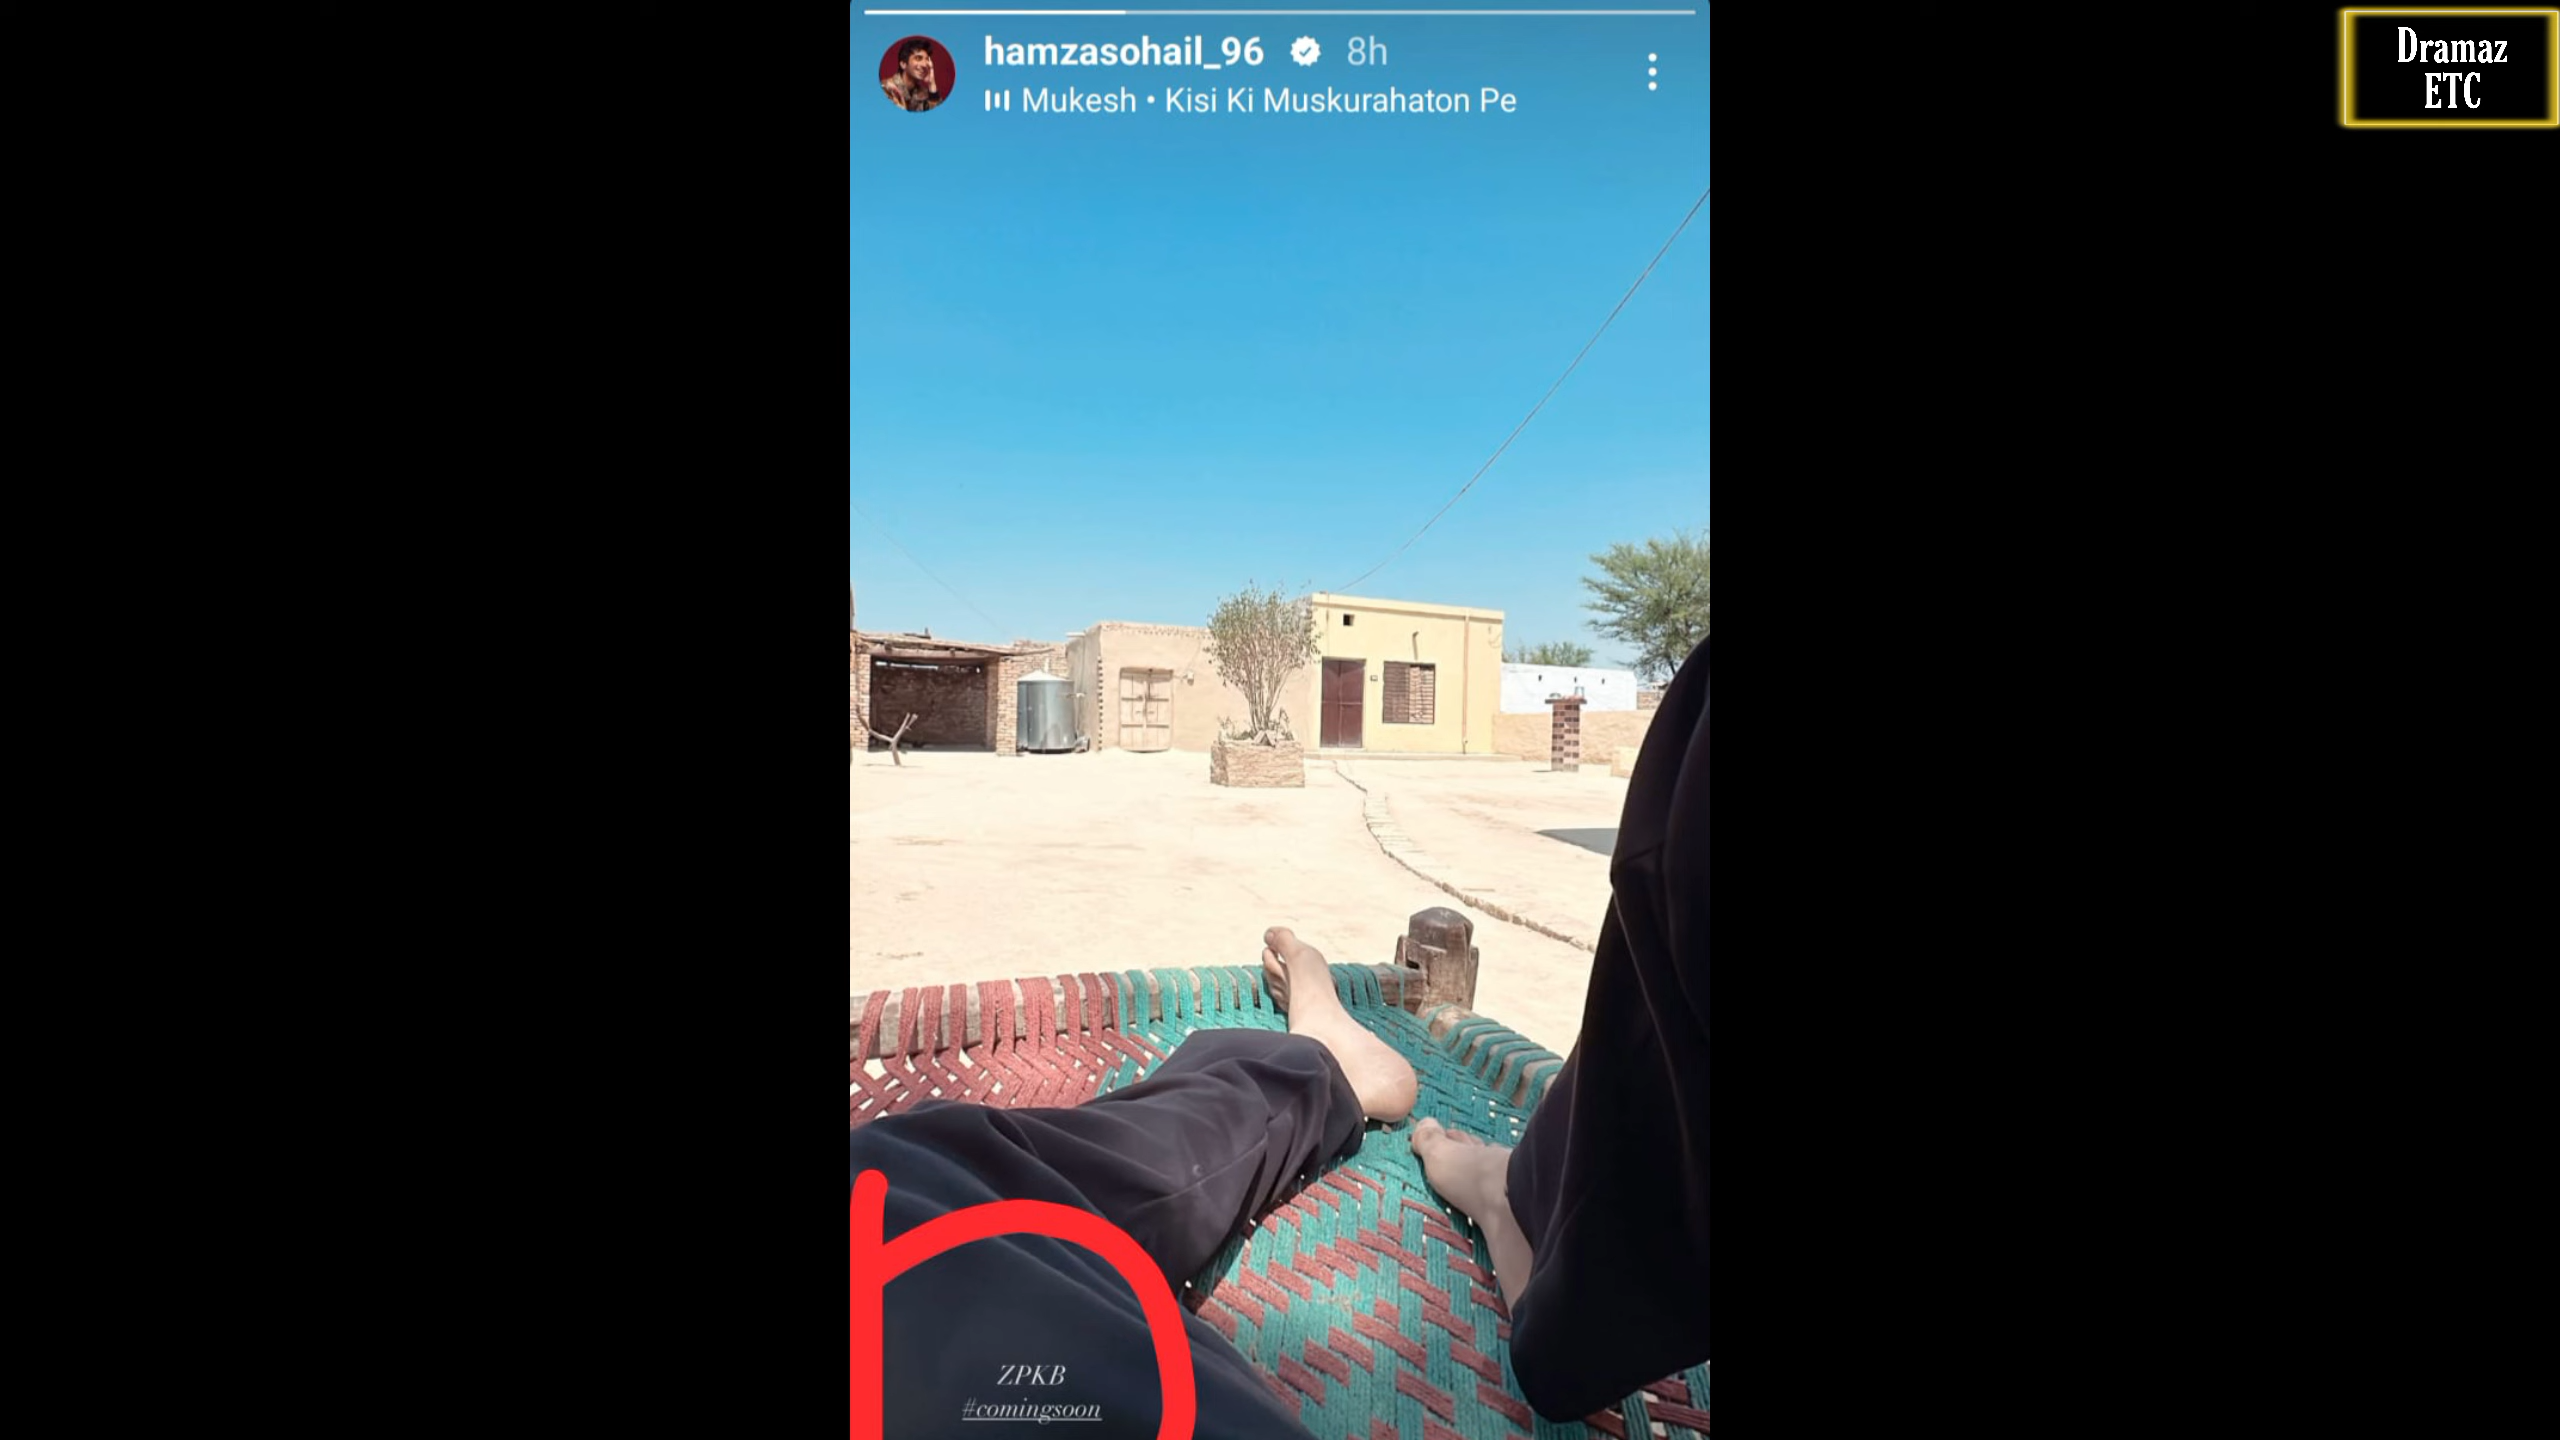 hamzasohail_96 8h
Mukesh • Kisi Ki Muskurahaton Pe
Dramaz
ETC
ZPKB
#comingsoon